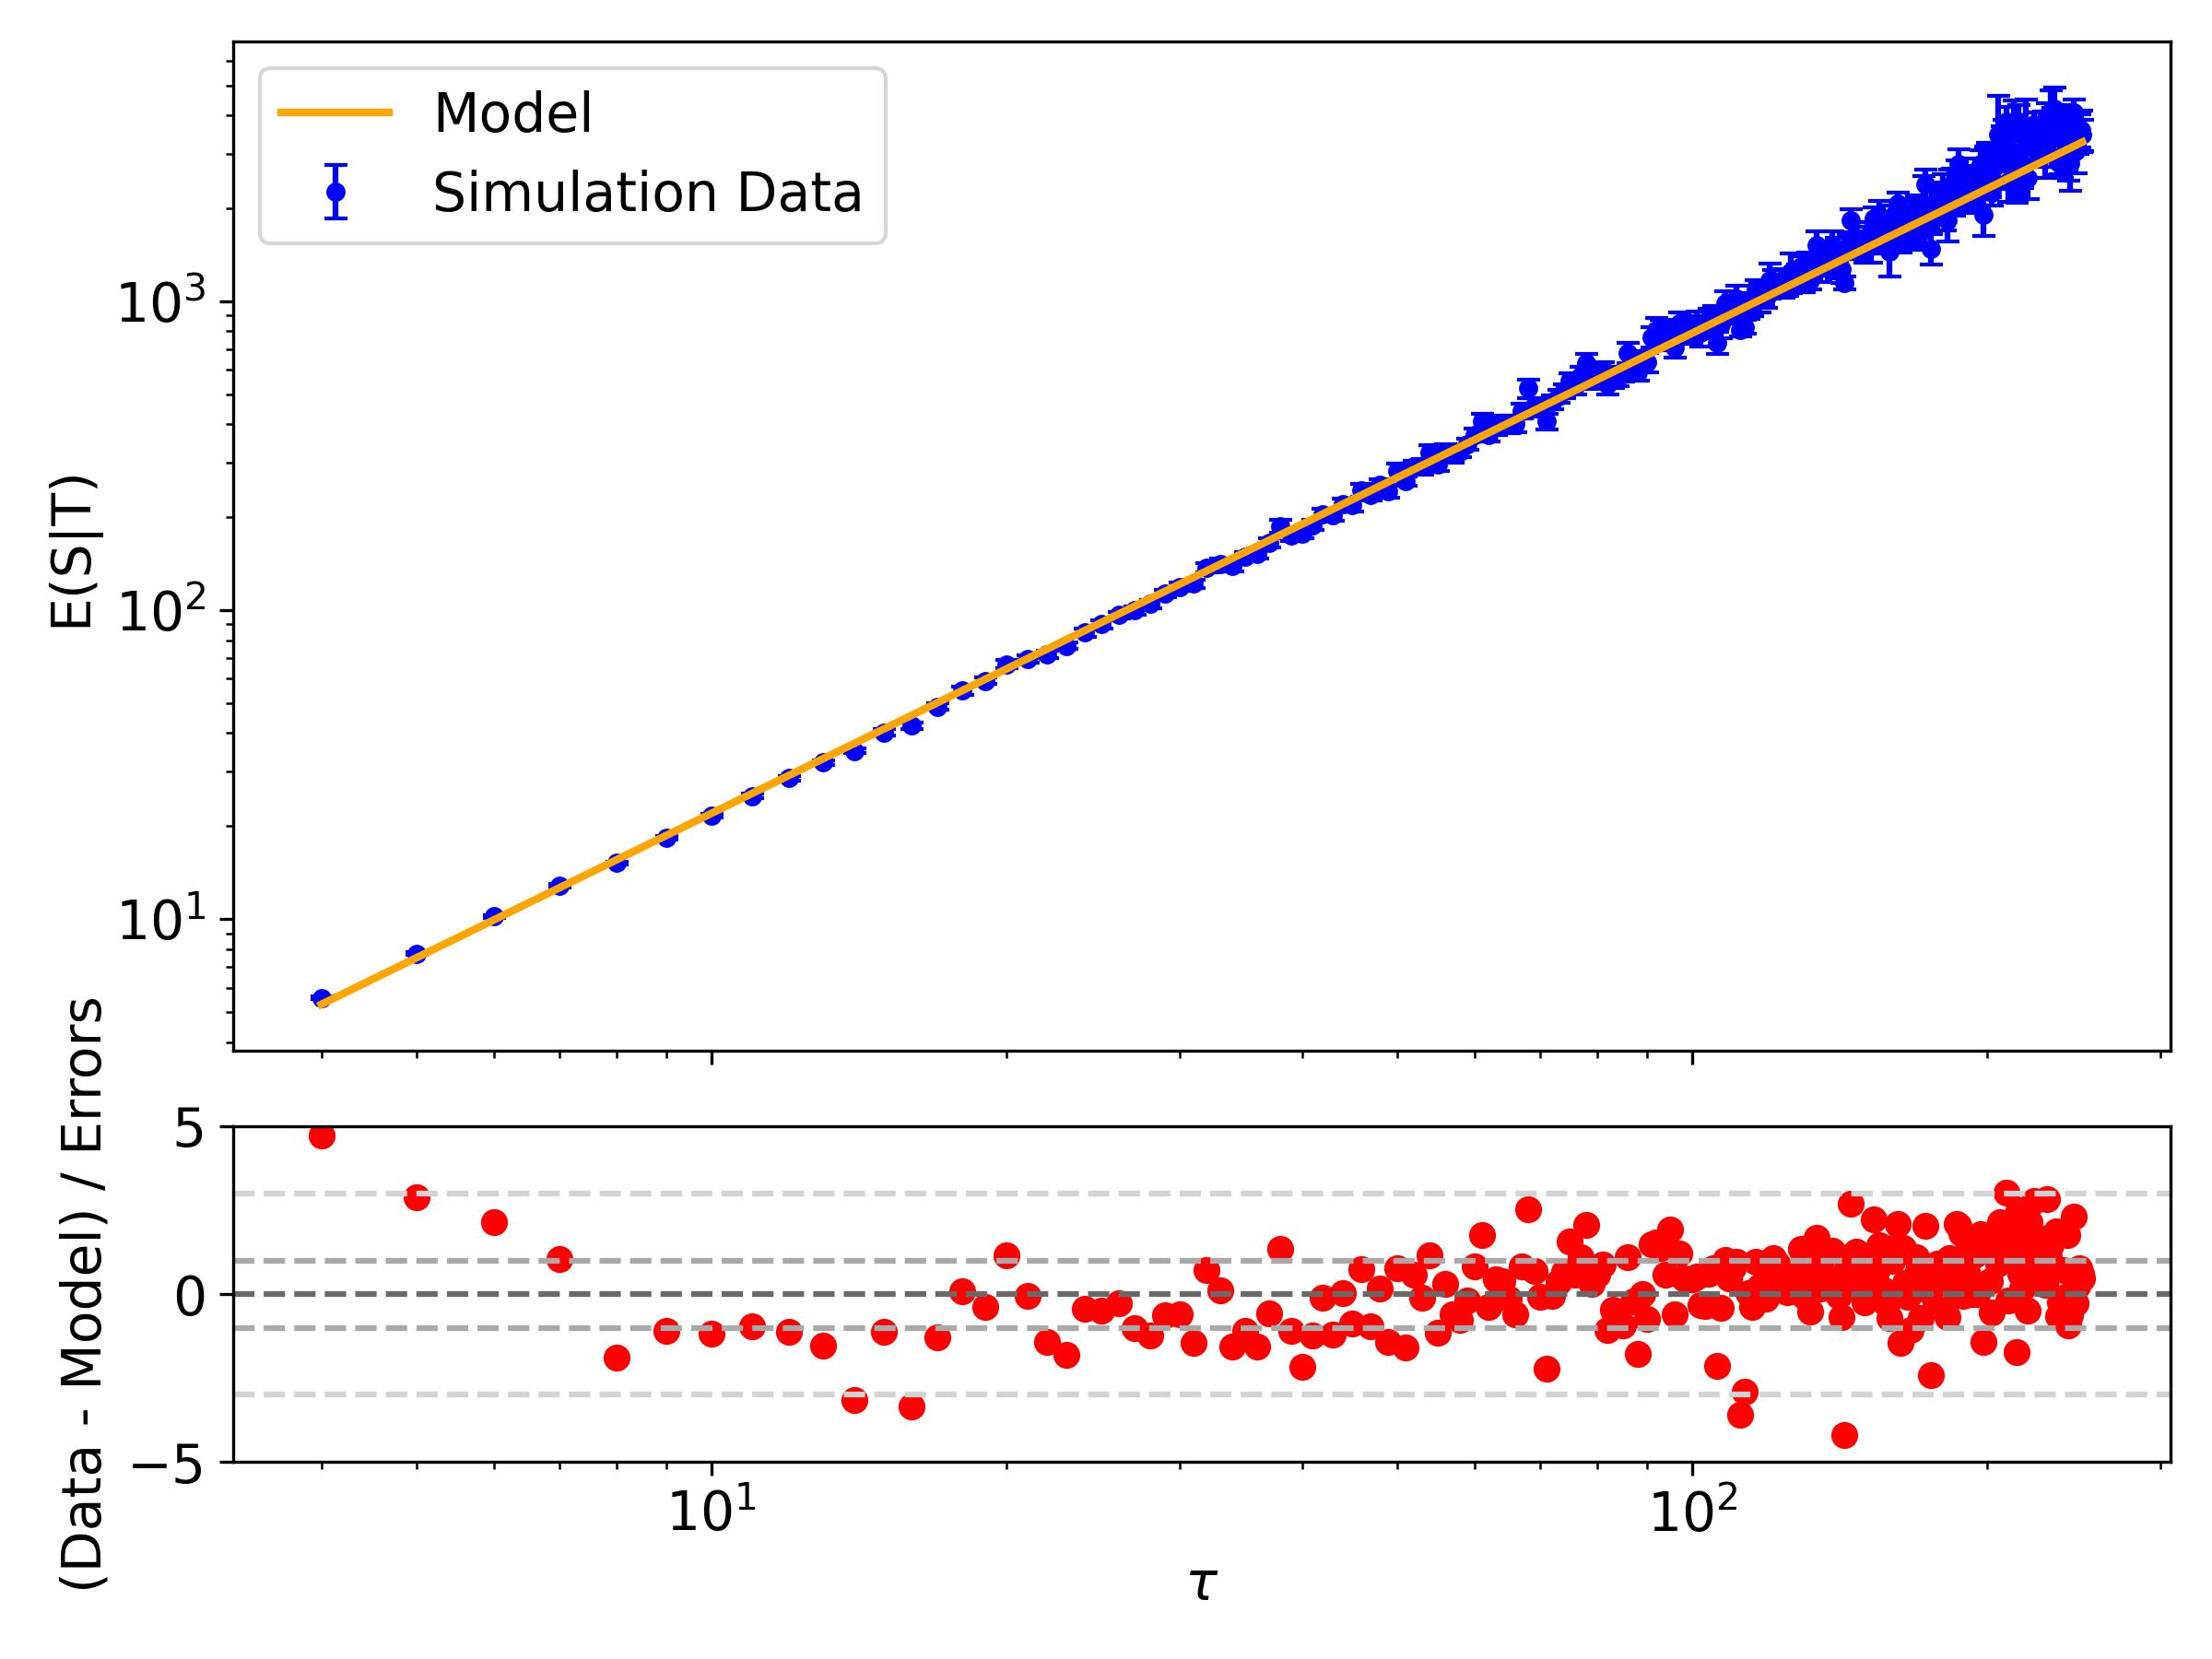 Model
Simulation Data
E(S|T)
10³
10²
10¹
(Data - Model) / Errors
5
0
−5
10¹
10²
τ